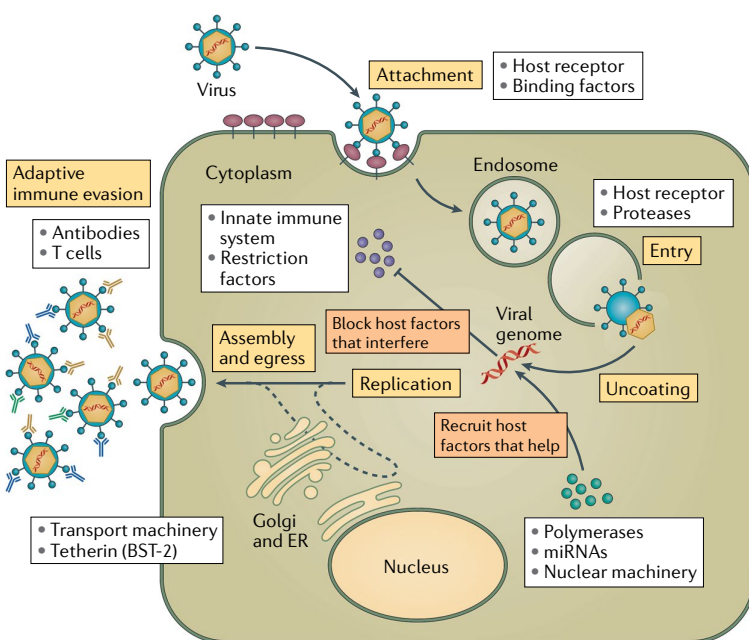 Virus
Attachment
• Host receptor
• Binding factors
Adaptive
immune evasion
• Antibodies
• T cells
Cytoplasm
Endosome
• Innate immune
system
• Restriction
factors
• Host receptor
• Proteases
Entry
Viral
genome
Block host factors
that interfere
Assembly
and egress
Replication
Uncoating
Recruit host
factors that help
Golgi
and ER
• Transport machinery
• Tetherin (BST-2)
Nucleus
• Polymerases
• miRNAs
• Nuclear machinery